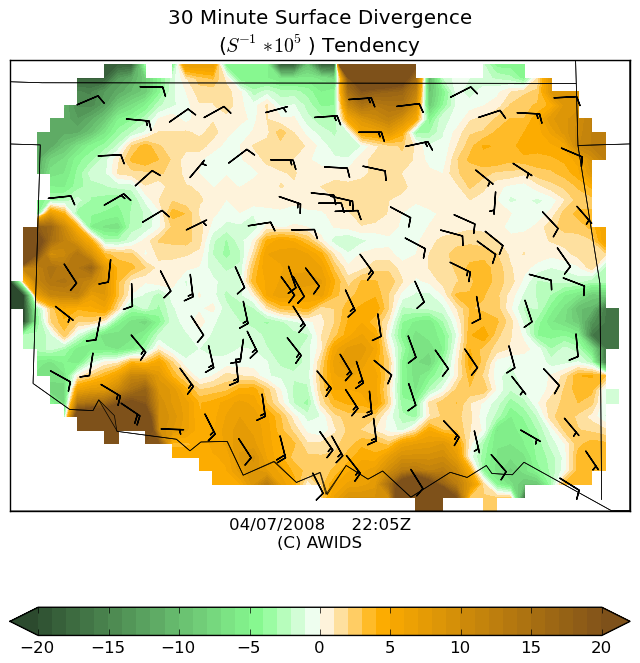 30 Minute Surface Divergence
(S⁻¹ * 10⁵ ) Tendency
04/07/2008 22:05Z
(C) AWIDS
−20 −15 −10 −5 0 5 10 15 20